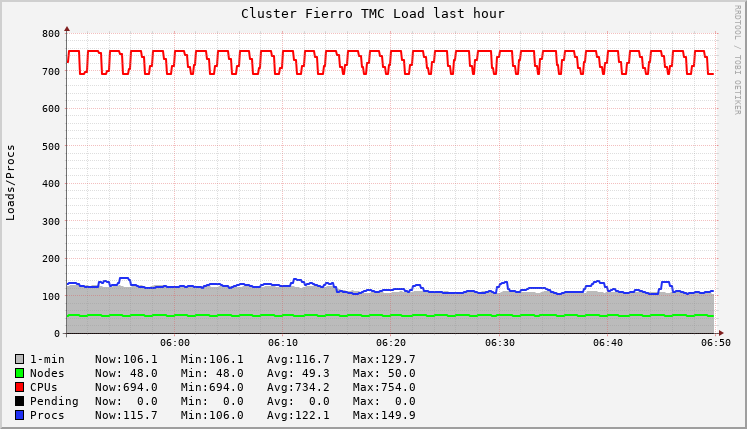 Cluster Fierro TMC Load last hour
RRDTOOL / TOBI OETIKER
Loads/Procs
800
700
600
500
400
300
200
100
0
06:00 06:10 06:20 06:30 06:40 06:50
1-min Now:106.1 Min:106.1 Avg:116.7 Max:129.7
Nodes Now: 48.0 Min: 48.0 Avg: 49.3 Max: 50.0
CPUs Now:694.0 Min:694.0 Avg:734.2 Max:754.0
Pending Now: 0.0 Min: 0.0 Avg: 0.0 Max: 0.0
Procs Now:115.7 Min:106.0 Avg:122.1 Max:149.9